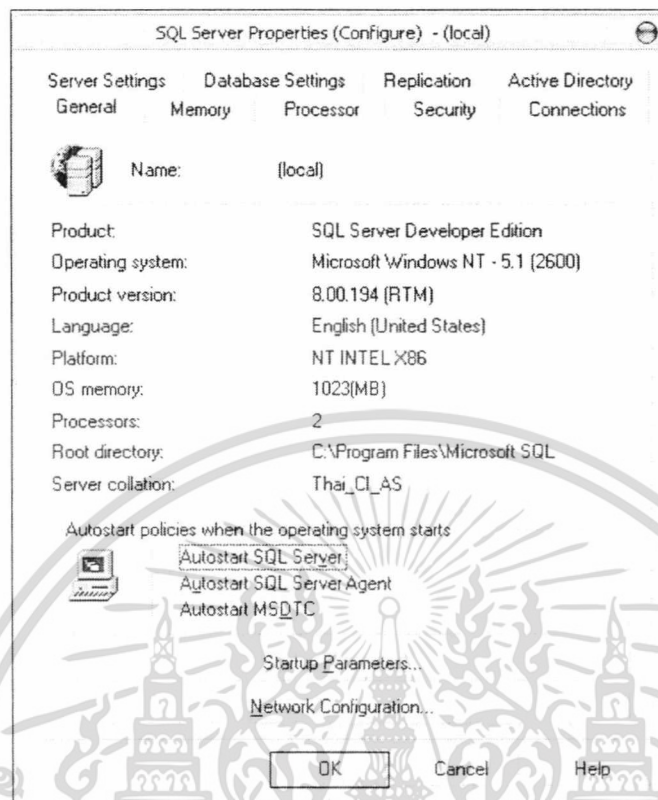 SQL Server Properties (Configure) - (local)
Server Settings Database Settings Replication Active Directory
General Memory Processor Security Connections
Name: (local)
Product: SQL Server Developer Edition
Operating system: Microsoft Windows NT - 5.1 (2600)
Product version: 8.00.194 (RTM)
Language: English (United States)
Platform: NT INTEL X86
OS memory: 1023(MB)
Processors: 2
Root directory: C:\Program Files\Microsoft SQL
Server collation: Thai_CI_AS
Autostart policies when the operating system starts
Autostart SQL Server
Autostart SQL Server Agent
Autostart MSDTC
Startup Parameters...
Network Configuration...
OK Cancel Help